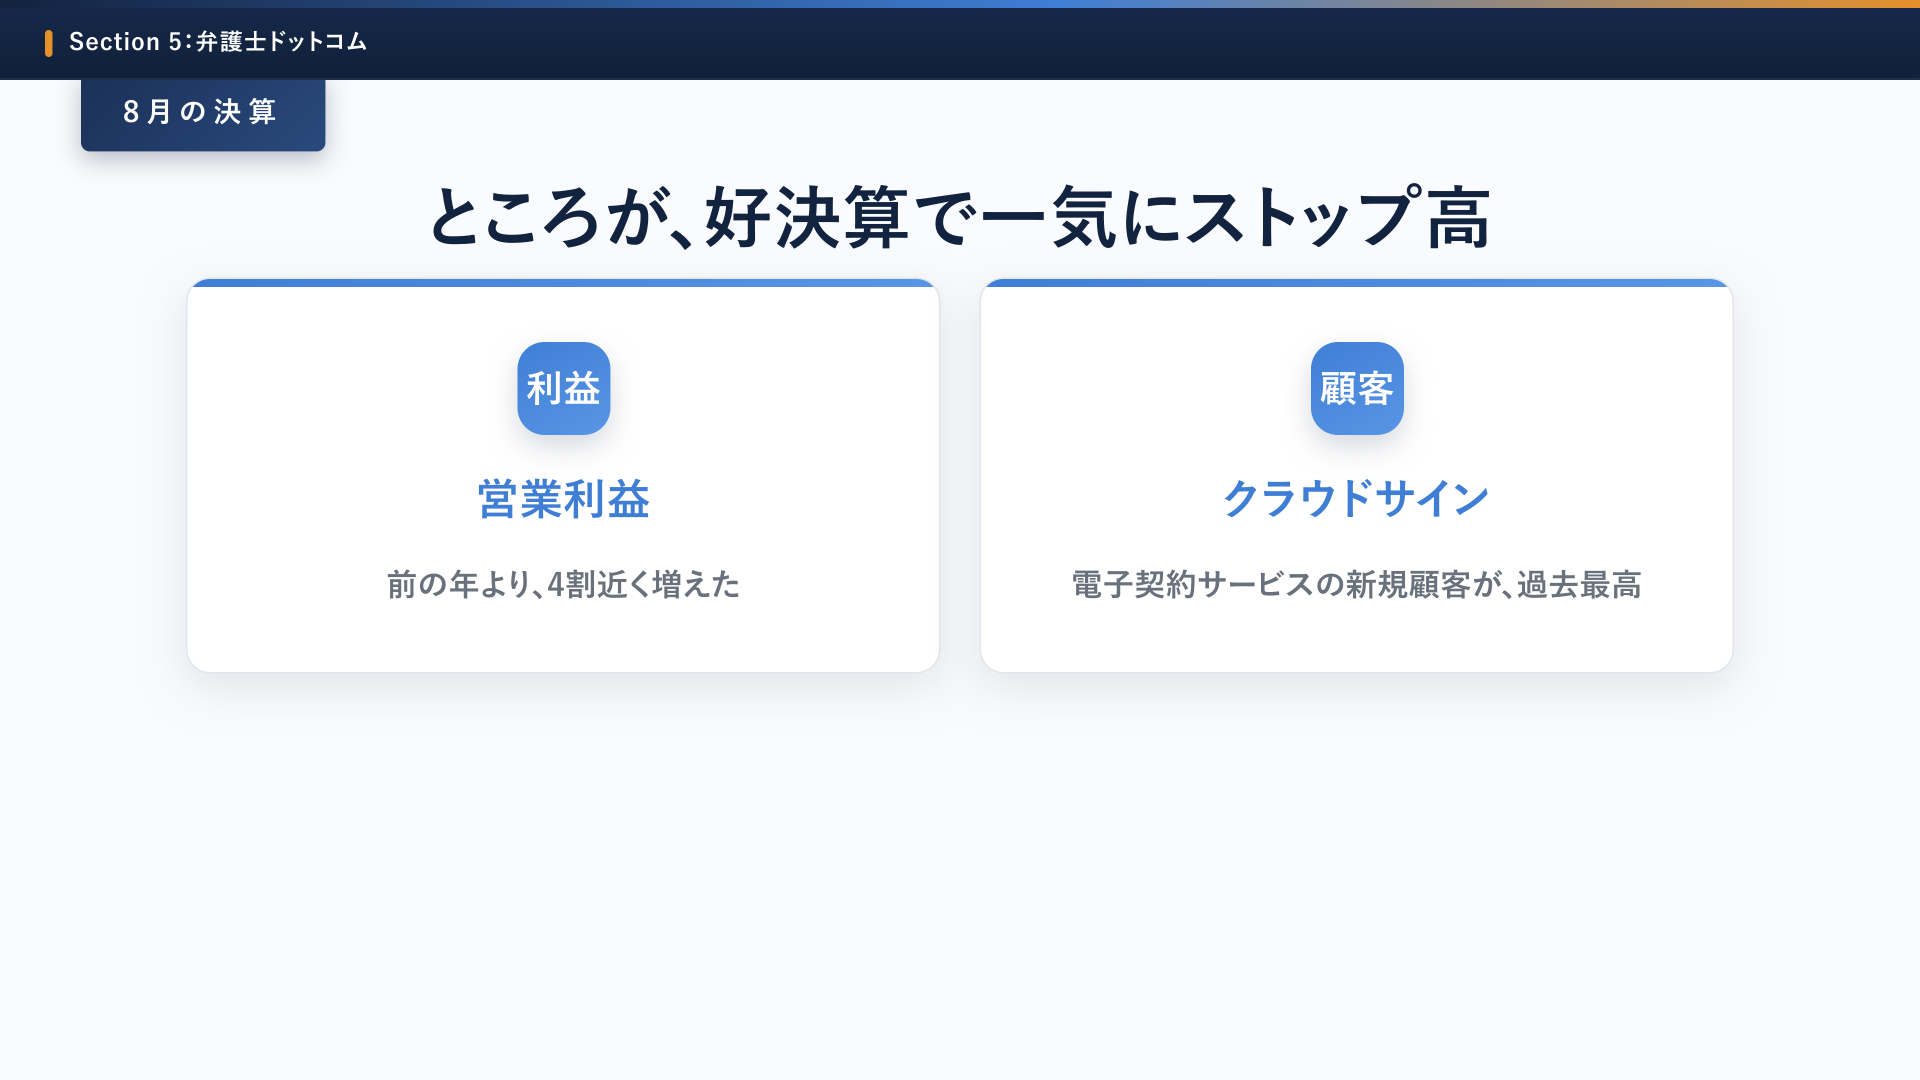 Section 5：弁護士ドットコム
8月の決算
ところが、好決算で一気にストップ高
利益
営業利益
前の年より、4割近く増えた
顧客
クラウドサイン
電子契約サービスの新規顧客が、過去最高